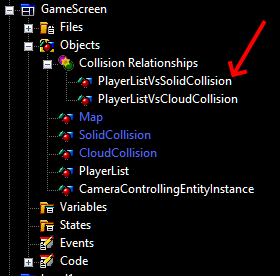 GameScreen
Files
Objects
Collision Relationships
PlayerListVsSolidCollision
PlayerListVsCloudCollision
Map
SolidCollision
CloudCollision
PlayerList
CameraControllingEntityInstance
Variables
States
Events
Code